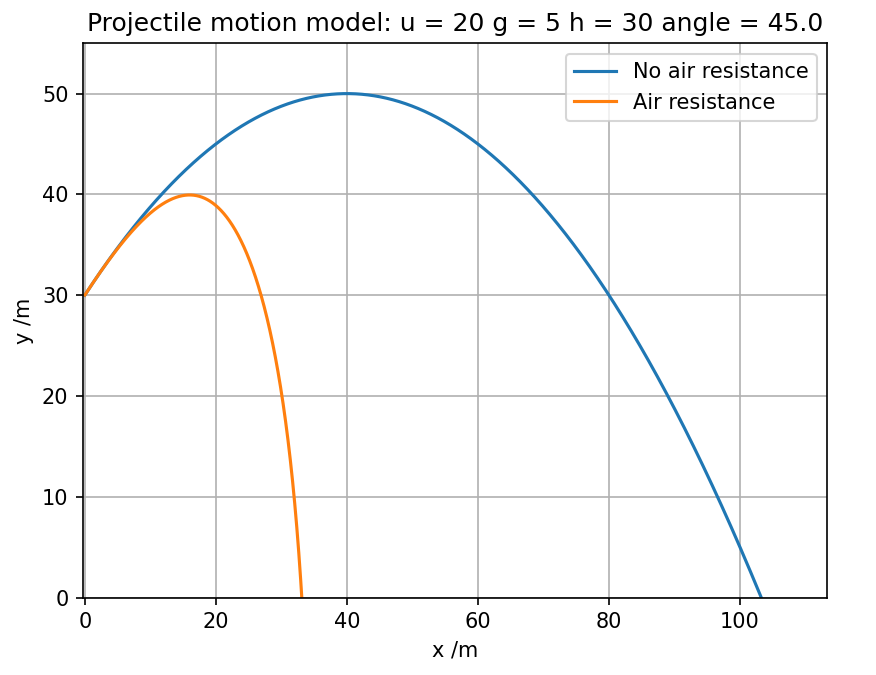 Projectile motion model: u = 20 g = 5 h = 30 angle = 45.0
No air resistance
Air resistance
50
40
30
20
10
0
y /m
0 20 40 60 80 100
x /m